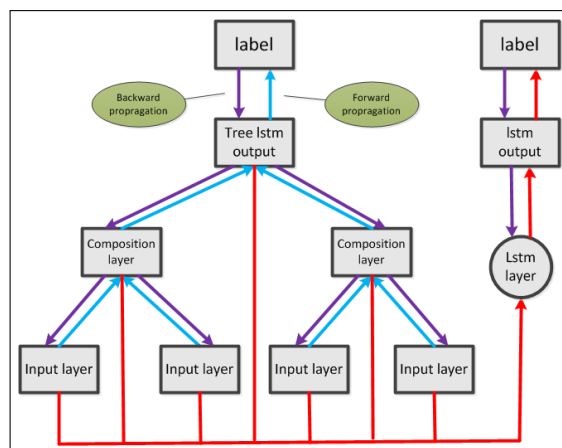 label
label
Backward
propragation
Forward
propragation
Tree lstm
output
lstm
output
Composition
layer
Composition
layer
Lstm
layer
Input layer
Input layer
Input layer
Input layer